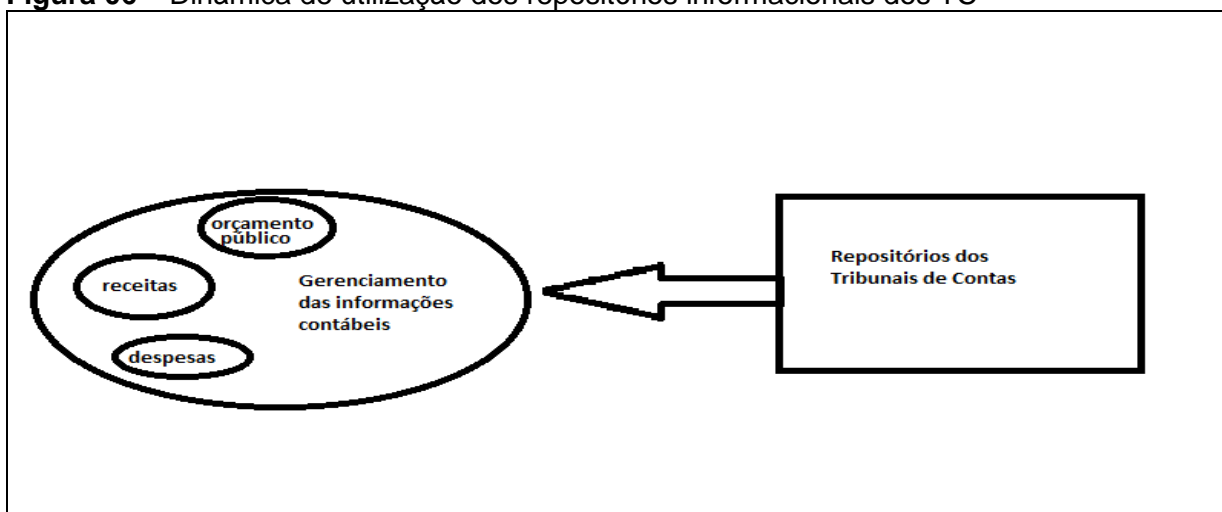 Dinâmica de utilização dos repositórios informacionais dos TC
orçamento
público
receitas
despesas
Gerenciamento
das informações
contábeis
Repositórios dos
Tribunais de Contas